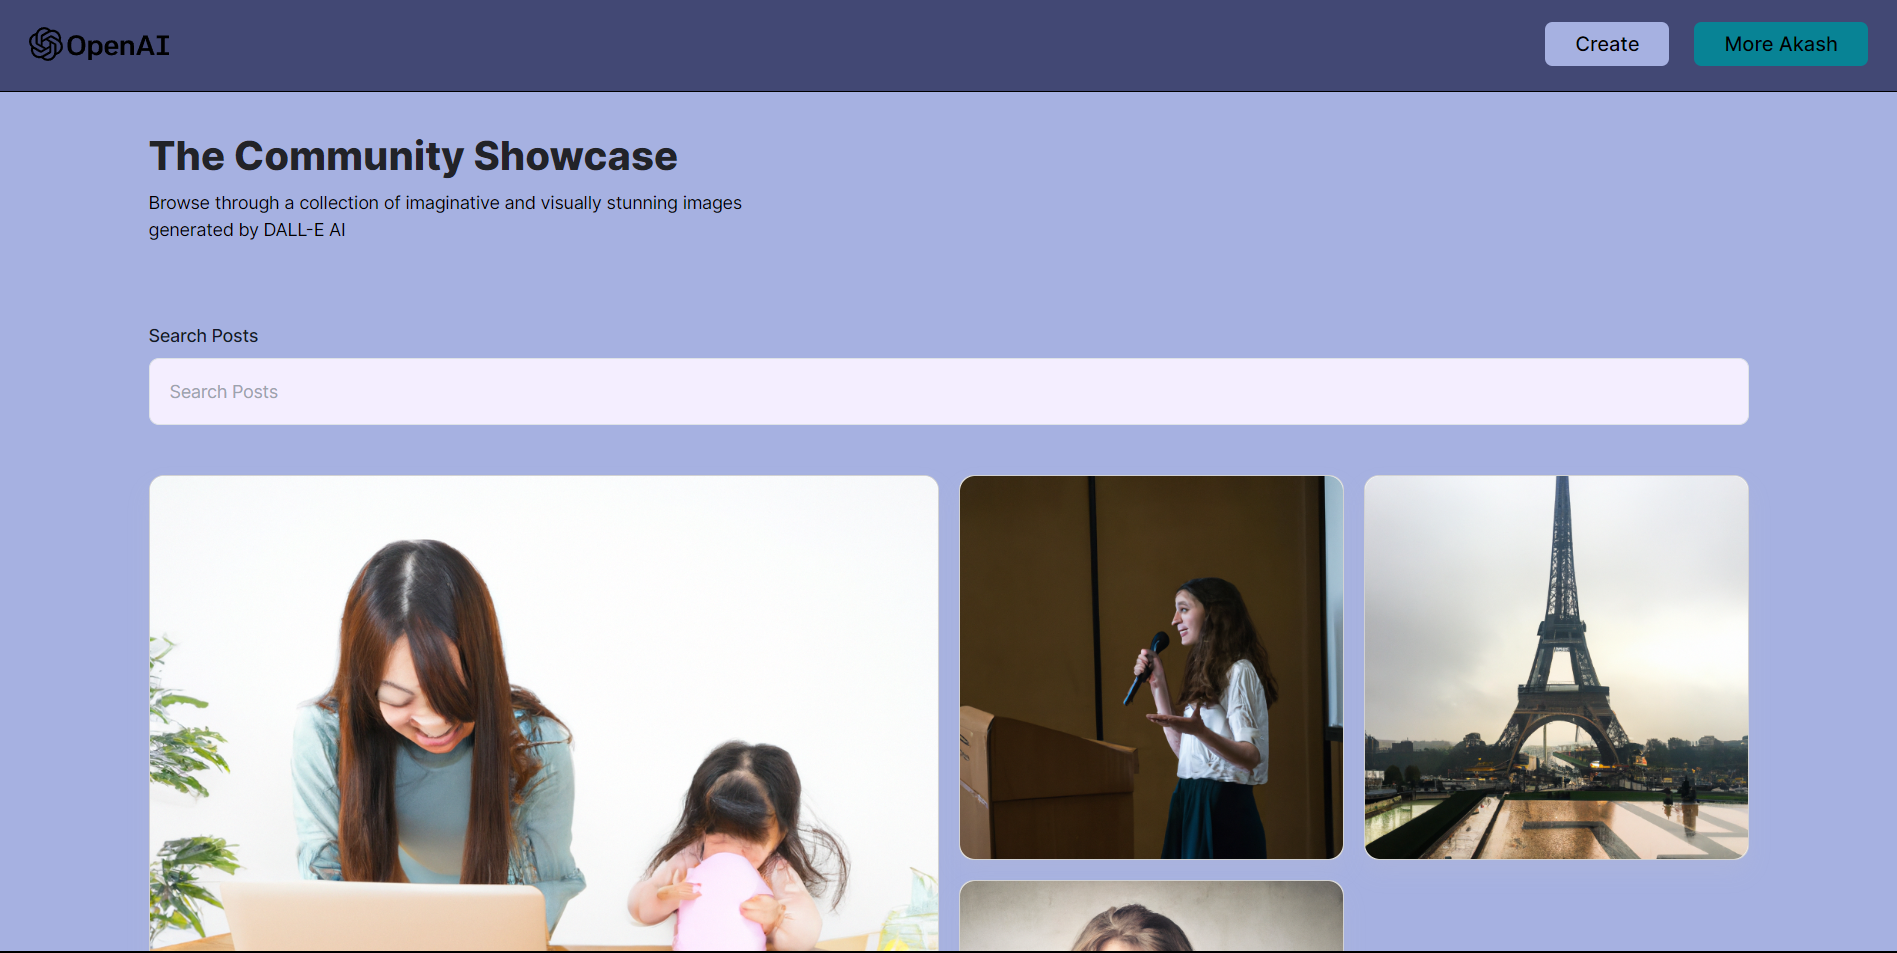 OpenAI
Create
More Akash
The Community Showcase
Browse through a collection of imaginative and visually stunning images
generated by DALL-E AI
Search Posts
Search Posts